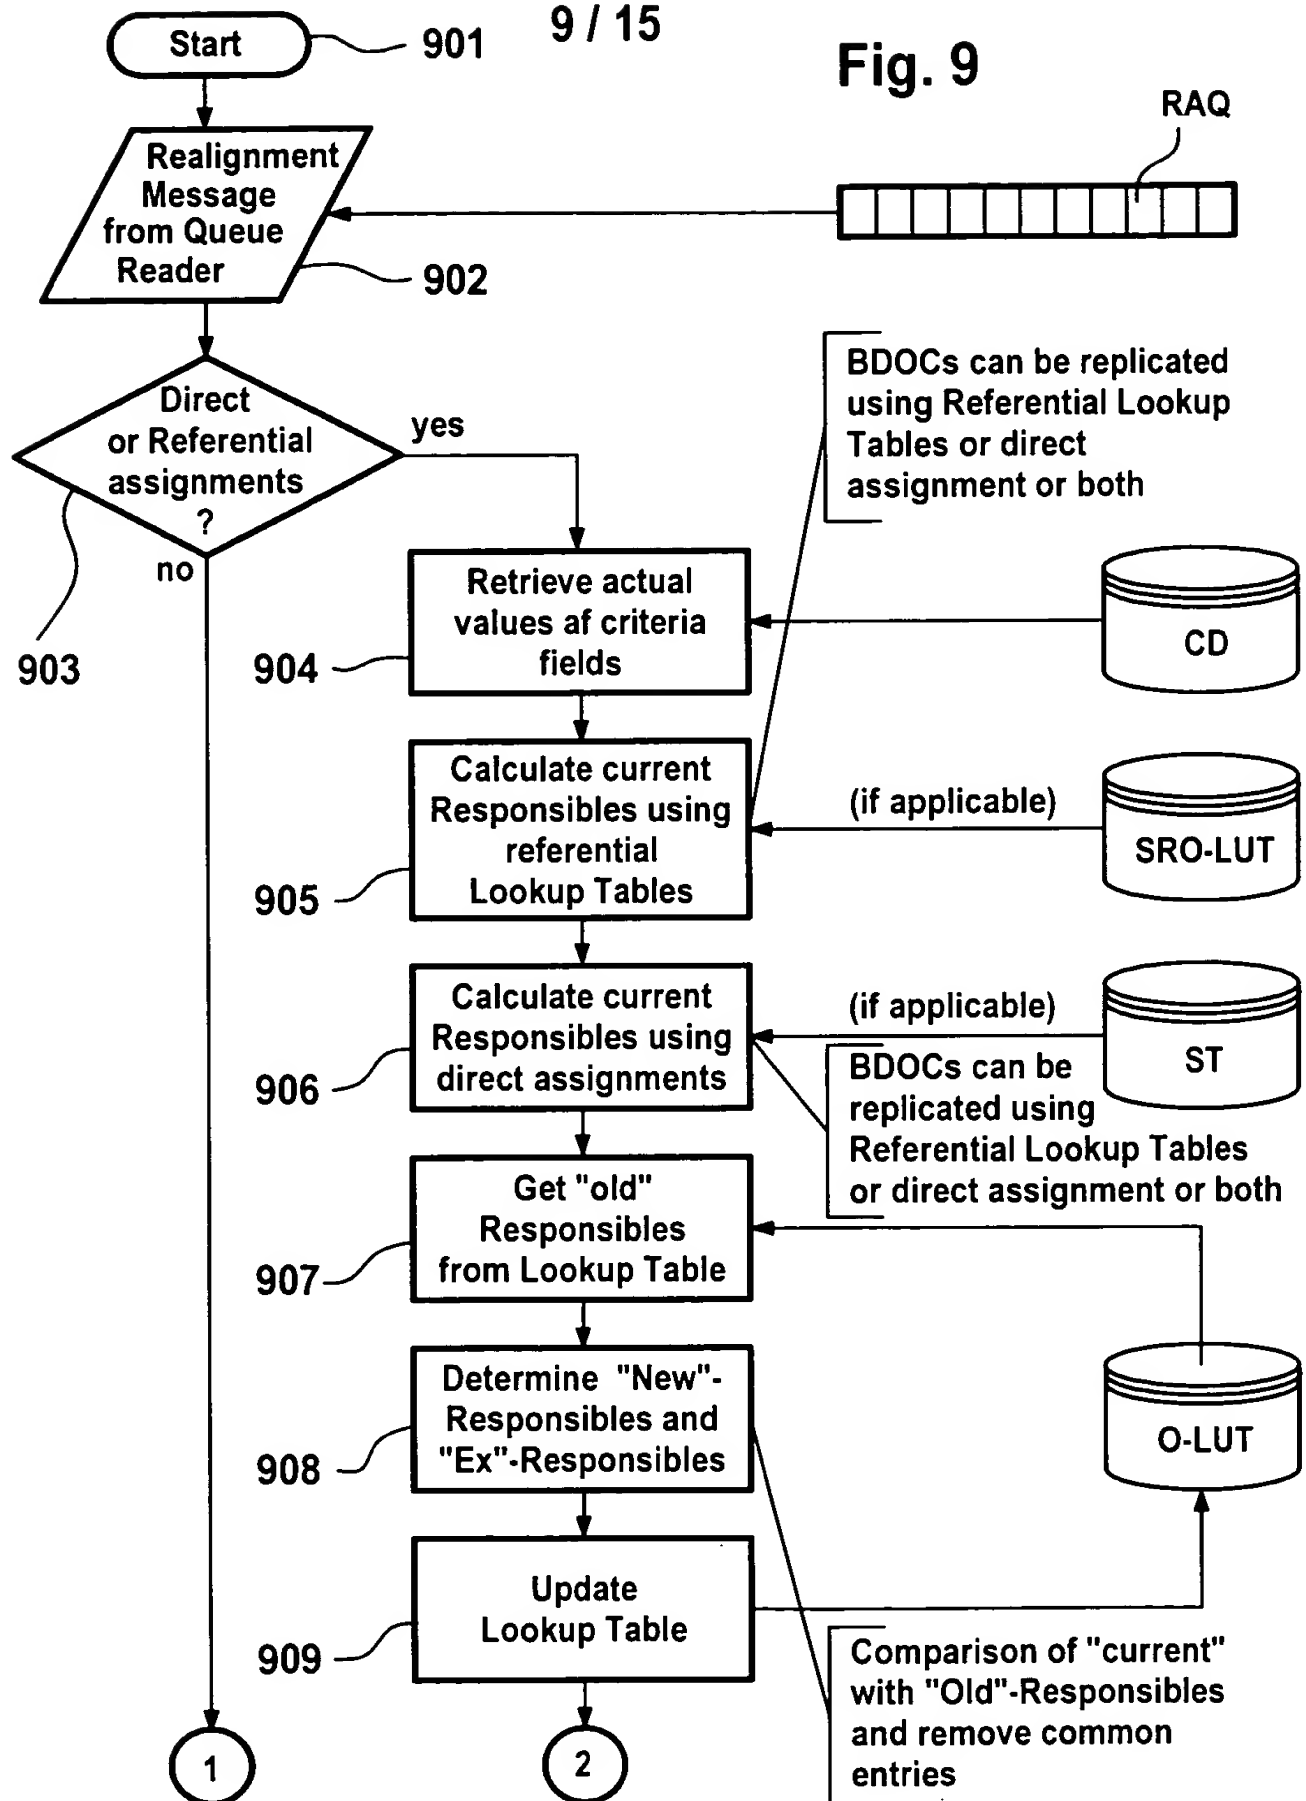 9 / 15
Fig. 9
Start
901
RAQ
Realignment
Message
from Queue
Reader
902
Direct
or Referential
assignments
?
yes
no
903
BDOCs can be replicated
using Referential Lookup
Tables or direct
assignment or both
Retrieve actual
values af criteria
fields
904
CD
Calculate current
Responsibles using
referential
Lookup Tables
905
(if applicable)
SRO-LUT
Calculate current
Responsibles using
direct assignments
906
(if applicable)
ST
BDOCs can be
replicated using
Referential Lookup Tables
or direct assignment or both
Get "old"
Responsibles
from Lookup Table
907
Determine "New"-
Responsibles and
"Ex"-Responsibles
908
O-LUT
Update
Lookup Table
909
Comparison of "current"
with "Old"-Responsibles
and remove common
entries
1
2